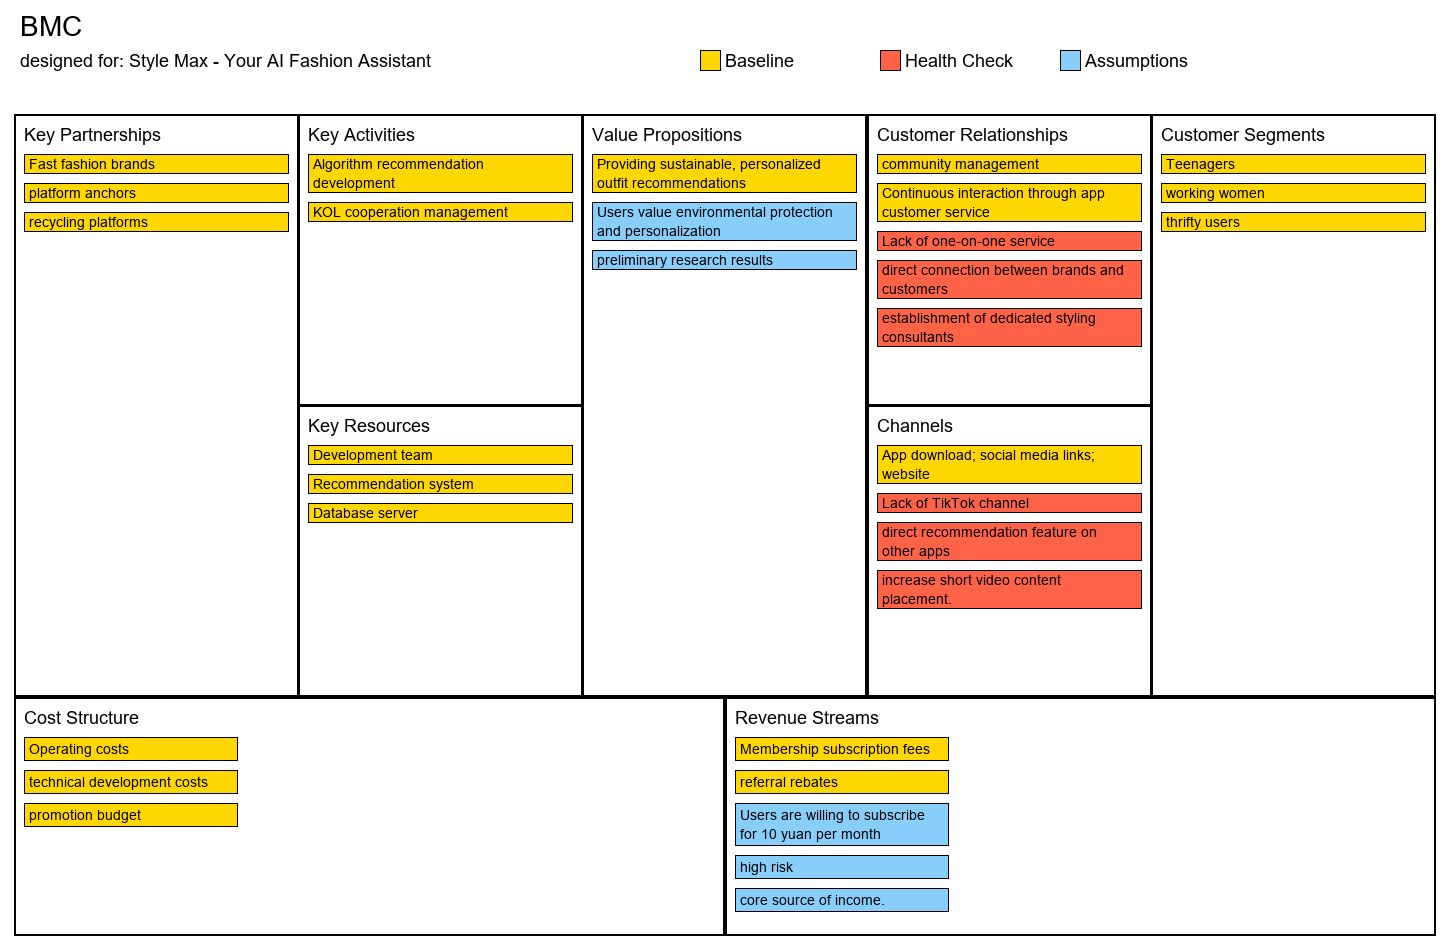 BMC
designed for: Style Max - Your AI Fashion Assistant
Baseline
Health Check
Assumptions
Key Partnerships
Fast fashion brands
platform anchors
recycling platforms
Key Activities
Algorithm recommendation
development
KOL cooperation management
Key Resources
Development team
Recommendation system
Database server
Value Propositions
Providing sustainable, personalized
outfit recommendations
Users value environmental protection
and personalization
preliminary research results
Customer Relationships
community management
Continuous interaction through app
customer service
Lack of one-on-one service
direct connection between brands and
customers
establishment of dedicated styling
consultants
Channels
App download; social media links;
website
Lack of TikTok channel
direct recommendation feature on
other apps
increase short video content
placement.
Customer Segments
Teenagers
working women
thrifty users
Cost Structure
Operating costs
technical development costs
promotion budget
Revenue Streams
Membership subscription fees
referral rebates
Users are willing to subscribe
for 10 yuan per month
high risk
core source of income.